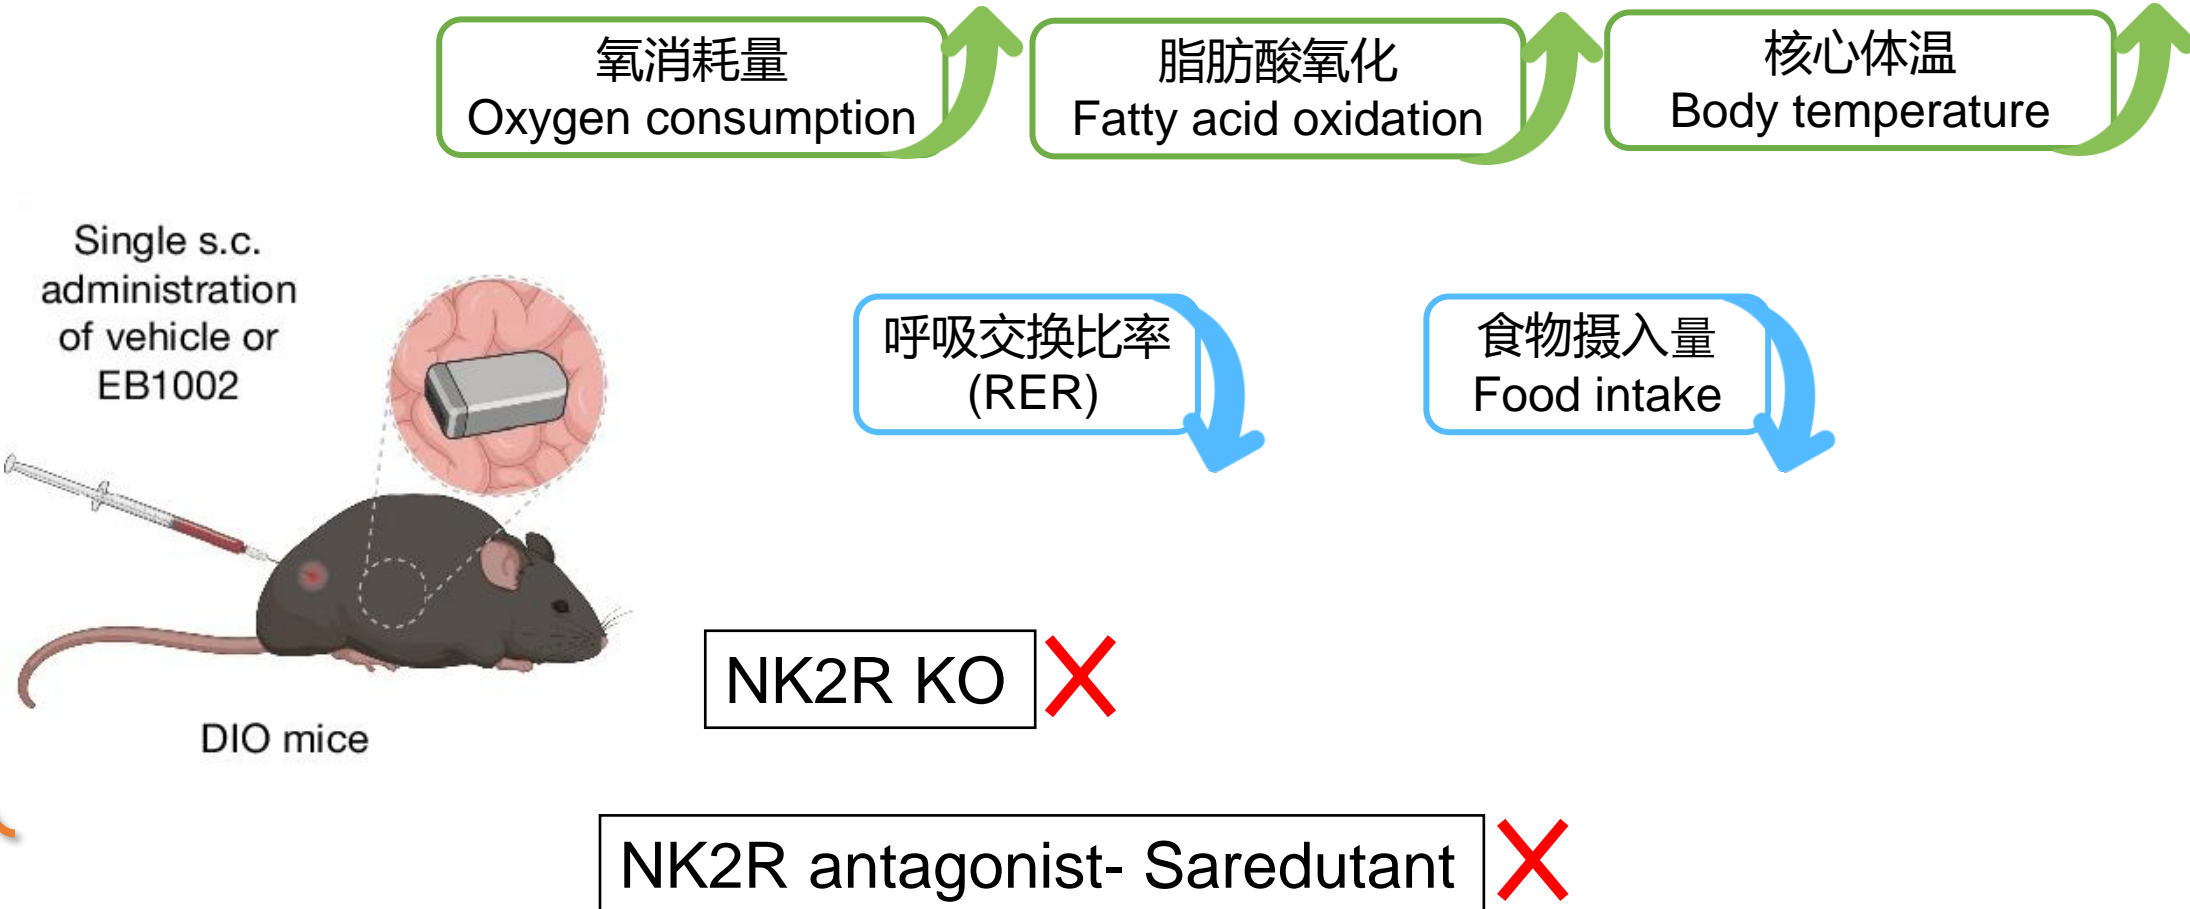 氧消耗量
Oxygen consumption
脂肪酸氧化
Fatty acid oxidation
核心体温
Body temperature
Single s.c.
administration
of vehicle or
EB1002
呼吸交换比率
(RER)
食物摄入量
Food intake
DIO mice
NK2R KO
NK2R antagonist- Saredutant